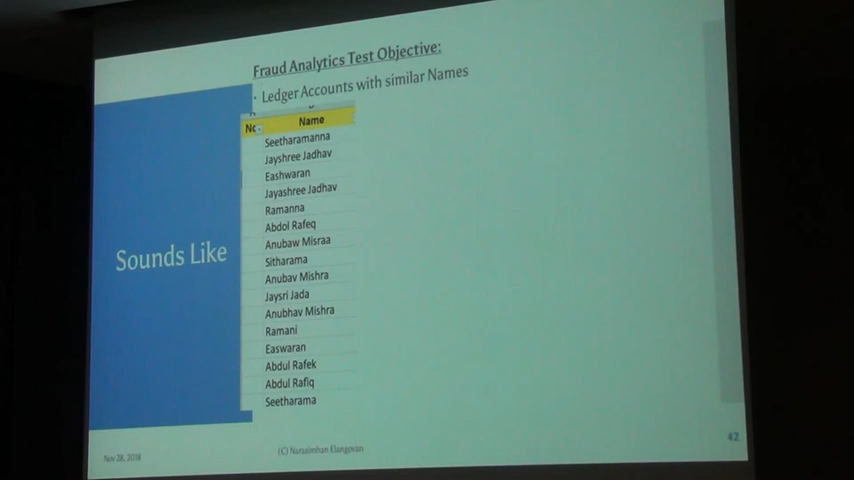 Fraud Analytics Test Objective:
• Ledger Accounts with similar Names
Name
Seetharamanna
Jayshree Jadhav
Eashwaran
Jayashree Jadhav
Ramanna
Abdol Rafeq
Anubaw Misraa
Sitharama
Anubav Mishra
Jaysri Jada
Anubhav Mishra
Ramani
Easwaran
Abdul Rafek
Abdul Rafiq
Seetharama
Sounds Like
Nov 28, 2018
(C) Narasimhan Elangovan
42